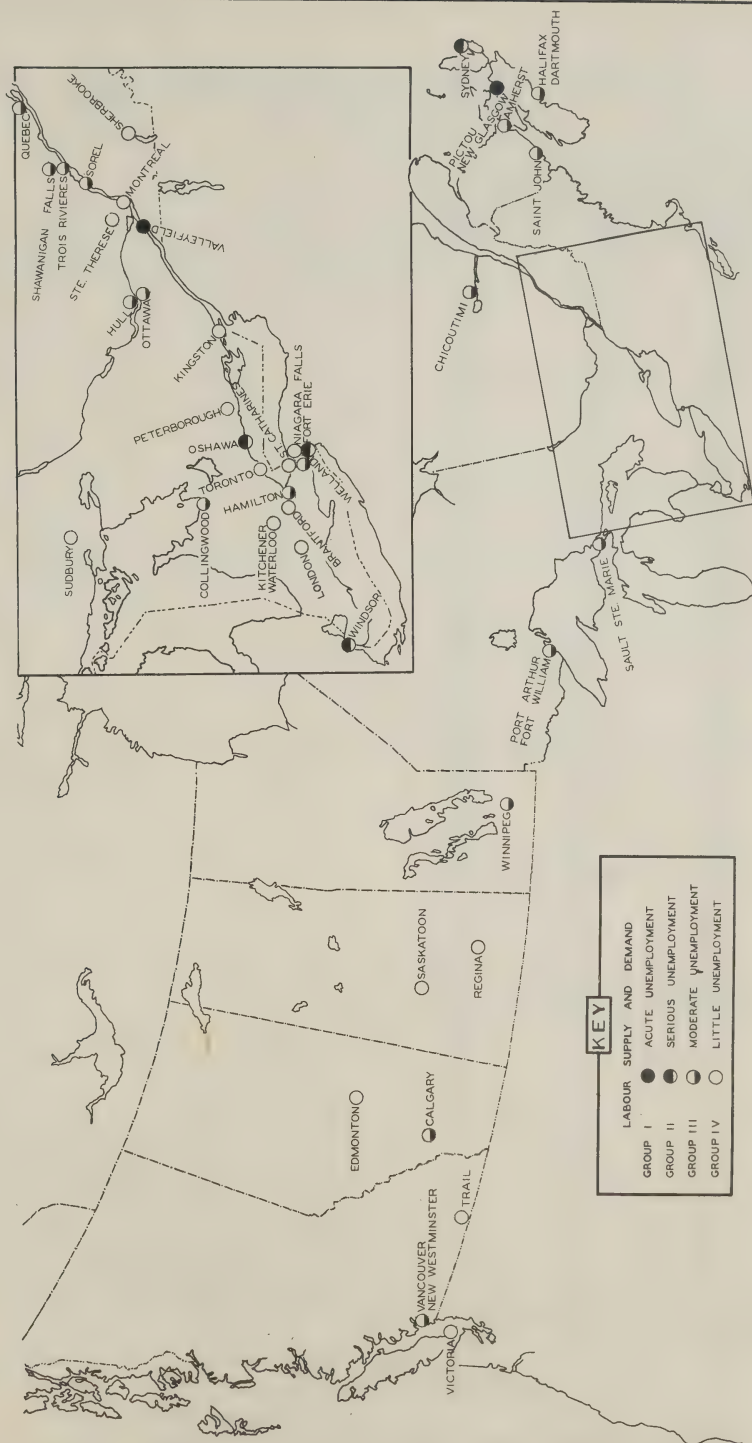 QUEBEC
SHAWANIGAN FALLS
TROIS RIVIERES
SOREL
SHERBROOKE
MONTREAL
STE. THERESE
VALLEYFIELD
HULL
OTTAWA
KINGSTON
PETERBOROUGH
OSHAWA
TORONTO
ST CATHARINES
NIAGARA FALLS
FORT ERIE
WELLAND
HAMILTON
BRANTFORD
COLLINGWOOD
KITCHENER
WATERLOO
LONDON
SUDBURY
WINDSOR
SYDNEY
PICTOU
NEW GLASGOW
AMHERST
HALIFAX
DARTMOUTH
SAINT JOHN
CHICOUTIMI
SAULT STE. MARIE
PORT ARTHUR
FORT WILLIAM
WINNIPEG
SASKATOON
REGINA
EDMONTON
CALGARY
TRAIL
VANCOUVER
NEW WESTMINSTER
VICTORIA
KEY
LABOUR SUPPLY AND DEMAND
GROUP I ACUTE UNEMPLOYMENT
GROUP II SERIOUS UNEMPLOYMENT
GROUP III MODERATE UNEMPLOYMENT
GROUP IV LITTLE UNEMPLOYMENT